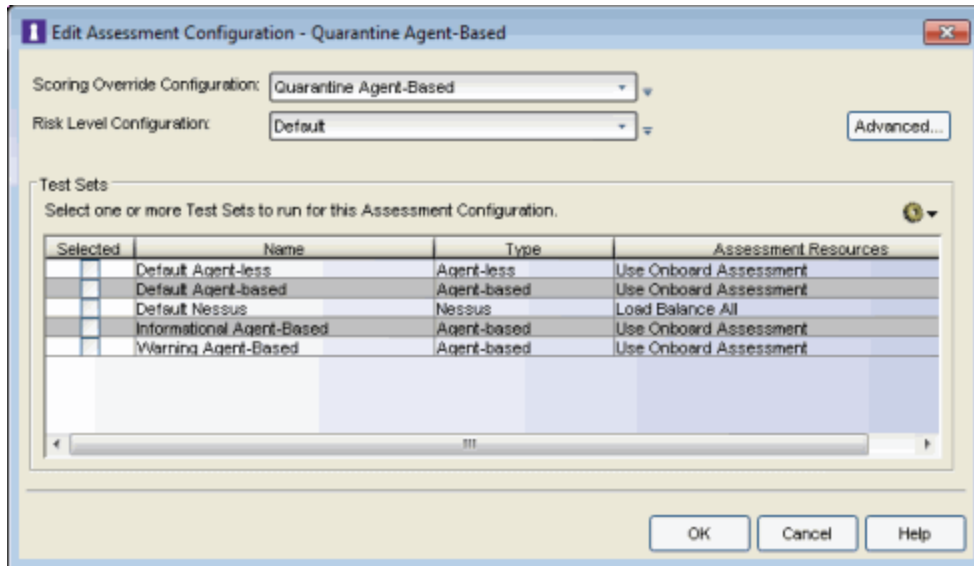 Edit Assessment Configuration - Quarantine Agent-Based
Scoring Override Configuration: Quarantine Agent-Based
Risk Level Configuration: Default Advanced...
Test Sets
Select one or more Test Sets to run for this Assessment Configuration.
Selected Name Type Assessment Resources
Default Agent-less Agent-less Use Onboard Assessment
Default Agent-based Agent-based Use Onboard Assessment
Default Nessus Nessus Load Balance All
Informational Agent-Based Agent-based Use Onboard Assessment
Warning Agent-Based Agent-based Use Onboard Assessment
OK Cancel Help